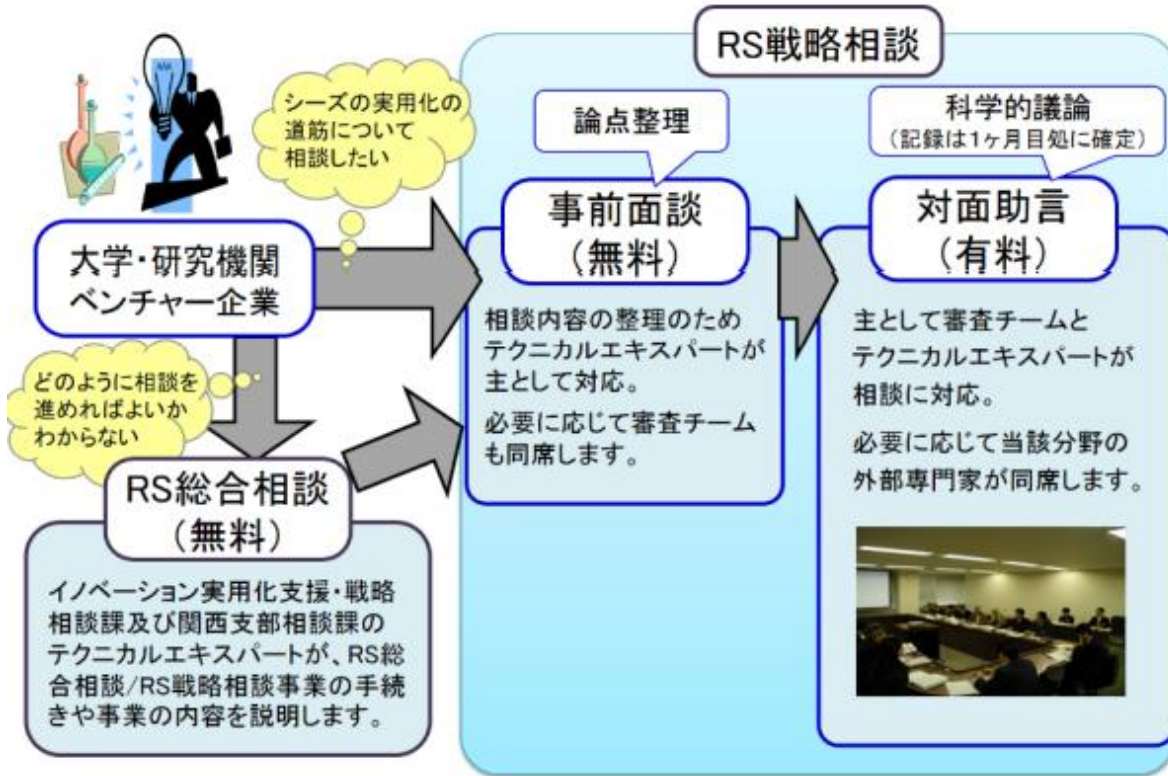 RS戦略相談
シーズの実用化の
道筋について
相談したい
論点整理
科学的議論
(記録は1ヶ月目処に確定)
大学・研究機関
ベンチャー企業
事前面談
(無料)
対面助言
(有料)
相談内容の整理のため
テクニカルエキスパートが
主として対応。
必要に応じて審査チーム
も同席します。
主として審査チームと
テクニカルエキスパートが
相談に対応。
必要に応じて当該分野の
外部専門家が同席します。
どのように相談を
進めればよいか
わからない
RS総合相談
(無料)
イノベーション実用化支援・戦略
相談課及び関西支部相談課の
テクニカルエキスパートが、RS総
合相談/RS戦略相談事業の手続
きや事業の内容を説明します。